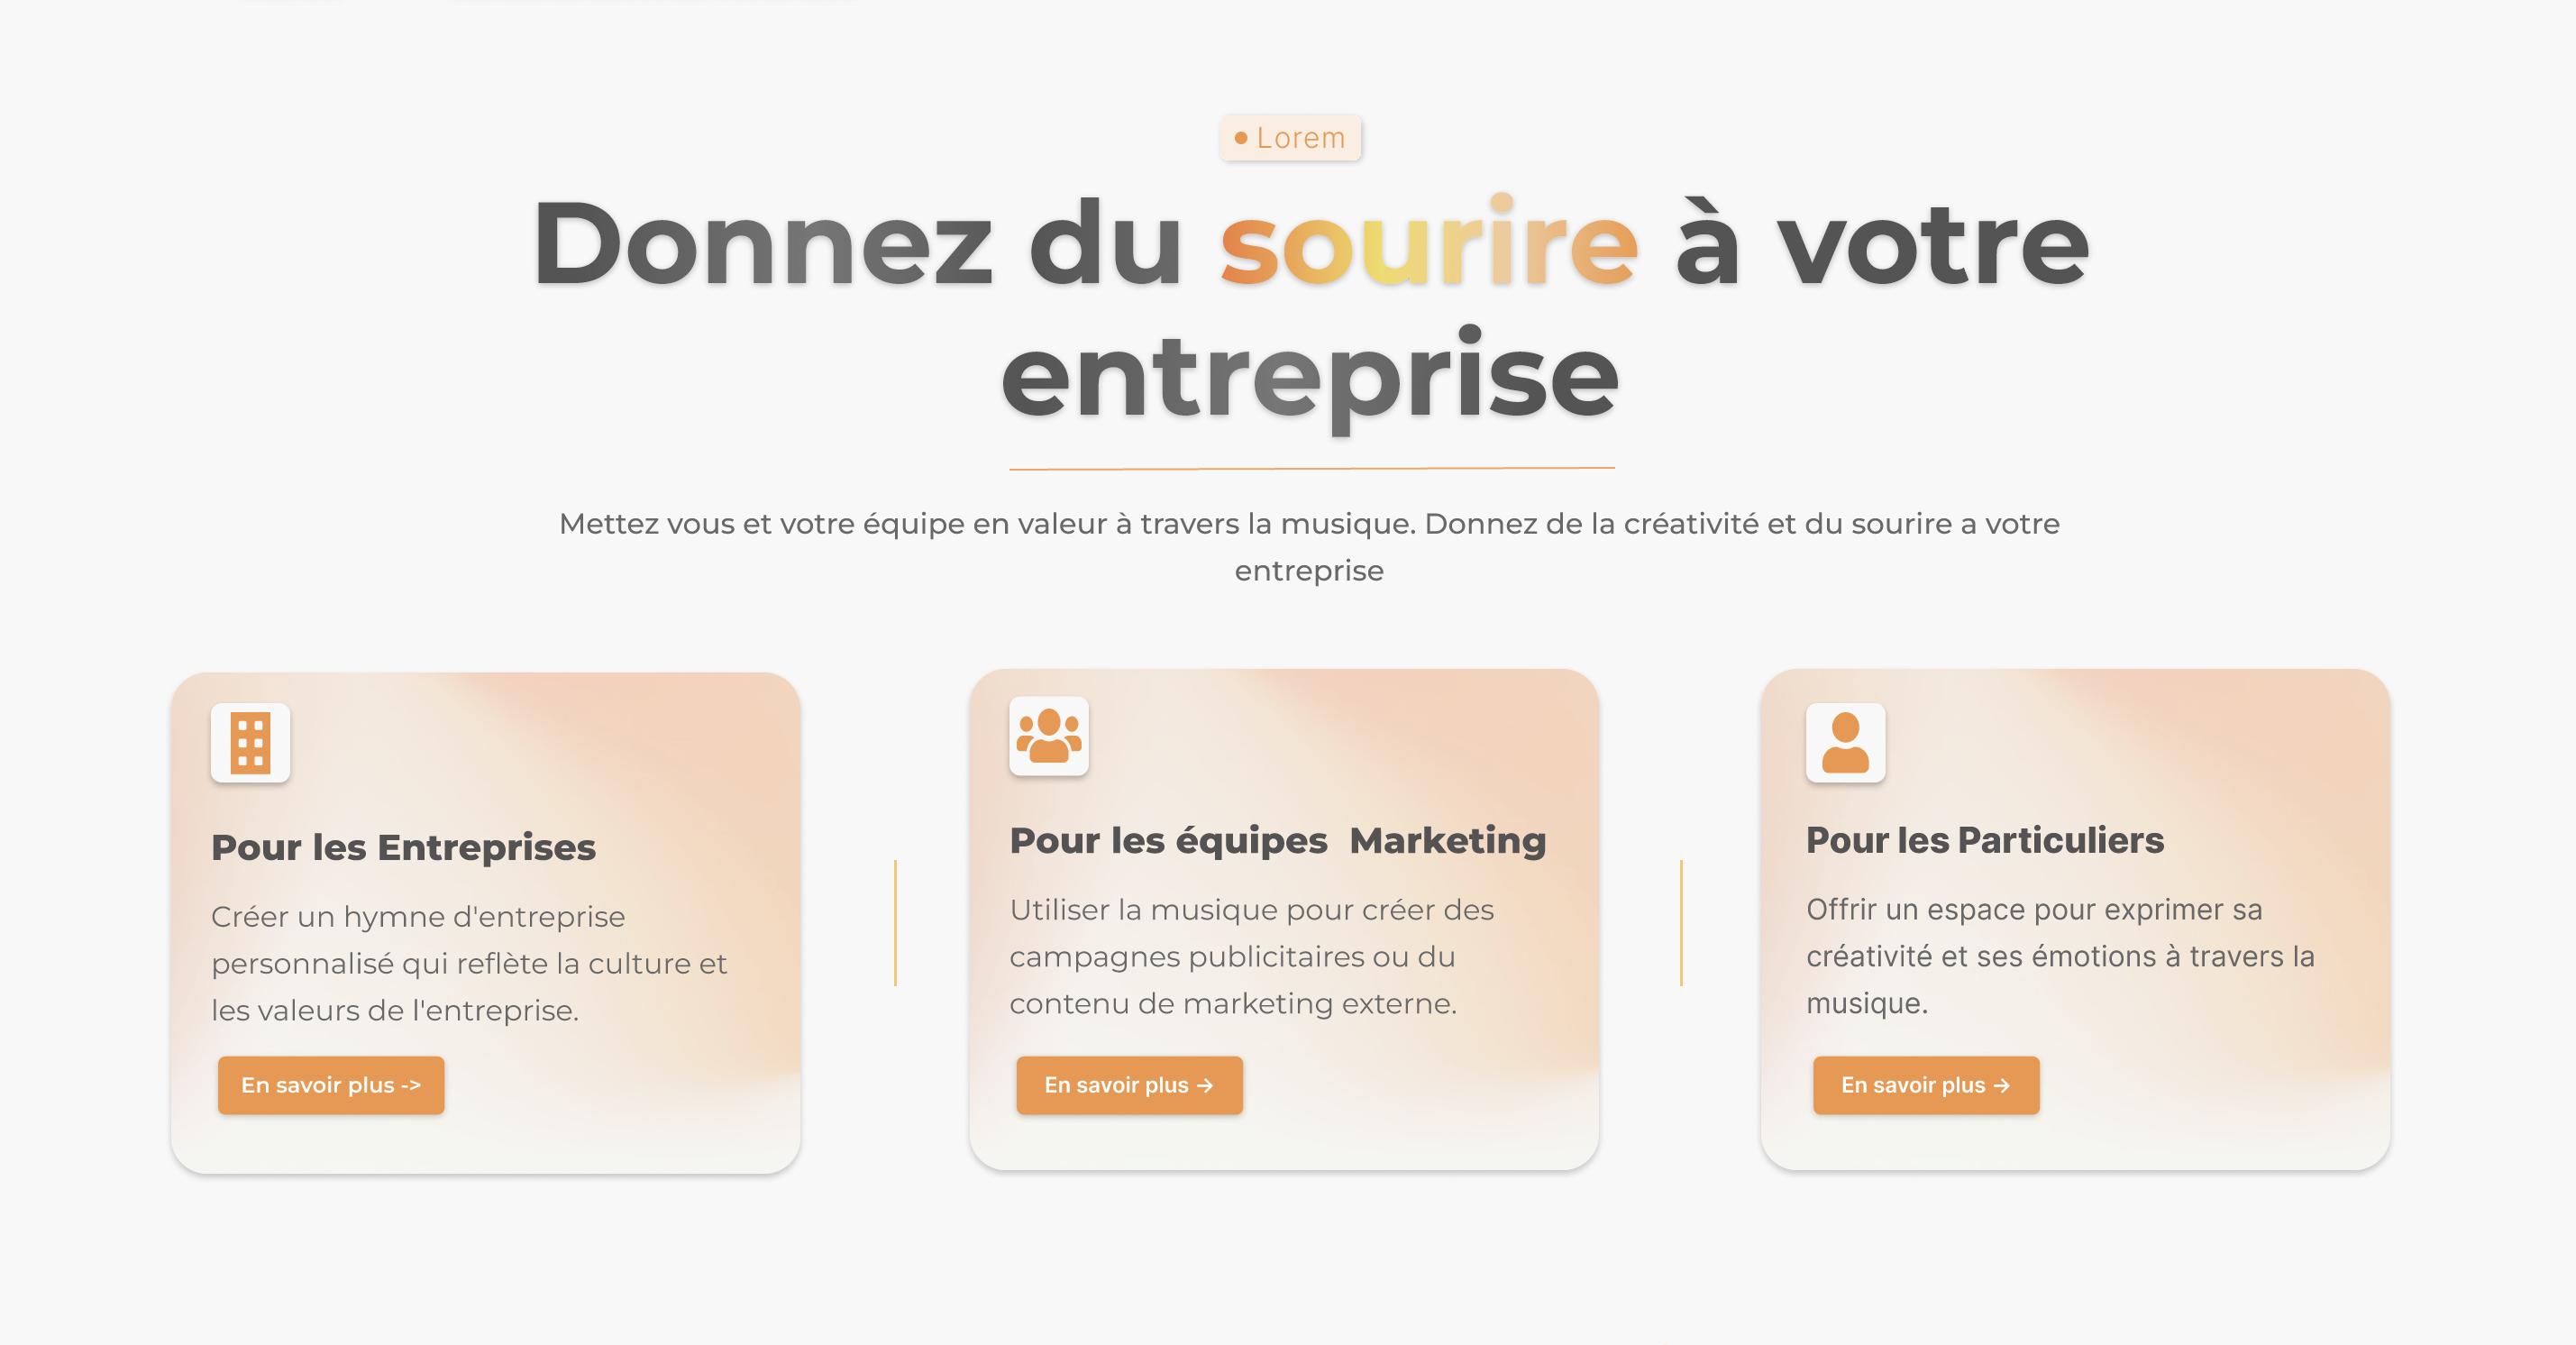 Lorem
Donnez du sourire à votre
entreprise
Mettez vous et votre équipe en valeur à travers la musique. Donnez de la créativité et du sourire a votre
entreprise
Pour les Entreprises
Créer un hymne d'entreprise
personnalisé qui reflète la culture et
les valeurs de l'entreprise.
En savoir plus ->
Pour les équipes  Marketing
Utiliser la musique pour créer des
campagnes publicitaires ou du
contenu de marketing externe.
En savoir plus →
Pour les Particuliers
Offrir un espace pour exprimer sa
créativité et ses émotions à travers la
musique.
En savoir plus →